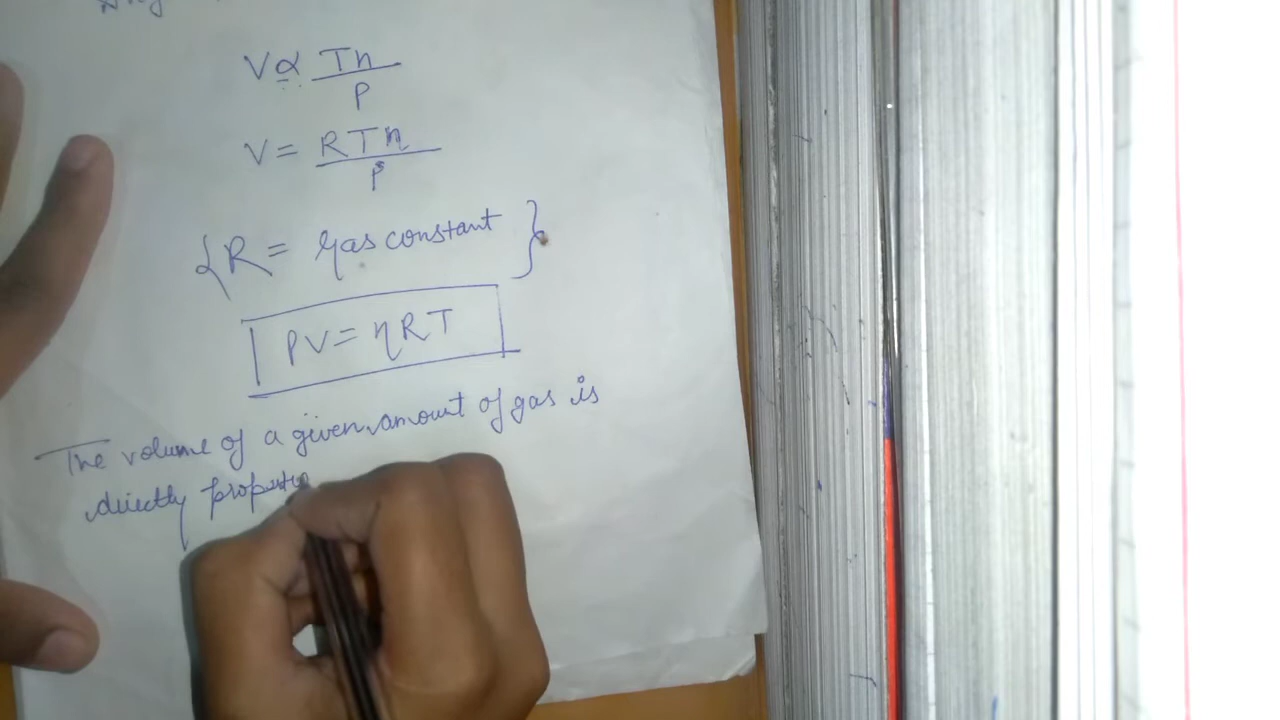 V ∝ Tn / P
V = RTn / P
{R = gas constant}
PV = nRT
The volume of a given amount of gas is
directly